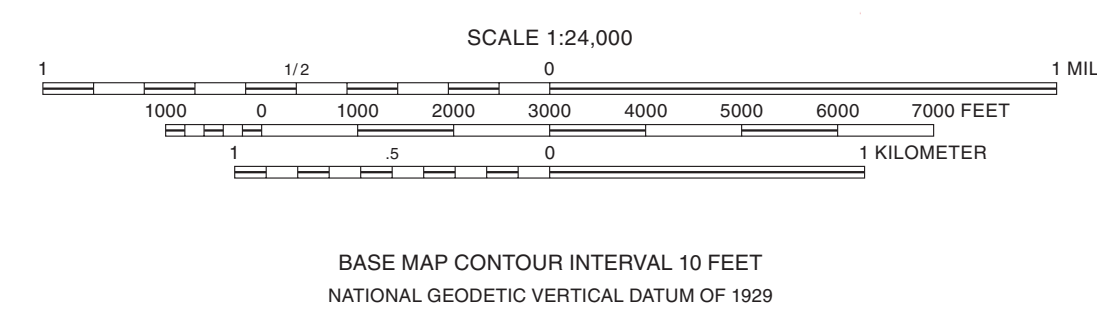 SCALE 1:24,000
1 1/2 0 1 MIL
1000 0 1000 2000 3000 4000 5000 6000 7000 FEET
1 .5 0 1 KILOMETER
BASE MAP CONTOUR INTERVAL 10 FEET
NATIONAL GEODETIC VERTICAL DATUM OF 1929